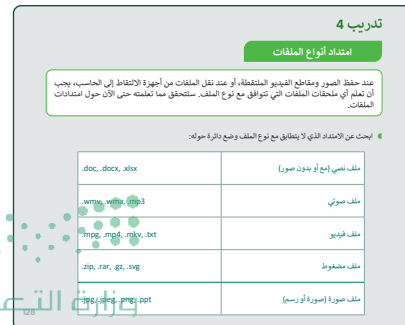 تدريب 4
امتداد أنواع الملفات
عند حفظ الصور ومقاطع الفيديو الملتقطة، أو عند نقل الملفات من أجهزة الالتقاط إلى الحاسب، يجب
أن تعلم أي ملحقات الملفات التي تتوافق مع نوع الملف. ستتحقق مما تعلمته حتى الآن حول امتدادات
الملفات.
ابحث عن الامتداد الذي لا يتطابق مع نوع الملف وضع دائرة حوله:
ملف نصي (مع أو بدون صور) .doc, .docx, .xlsx
ملف صوتي .wmv, .wma, .mp3
ملف فيديو .mpg, .mp4, .mkv, .txt
ملف مضغوط .zip, .rar, .gz, .svg
ملف صورة (صورة أو رسم) .jpg, .jpeg, .png, .ppt
وزارة التـ
128